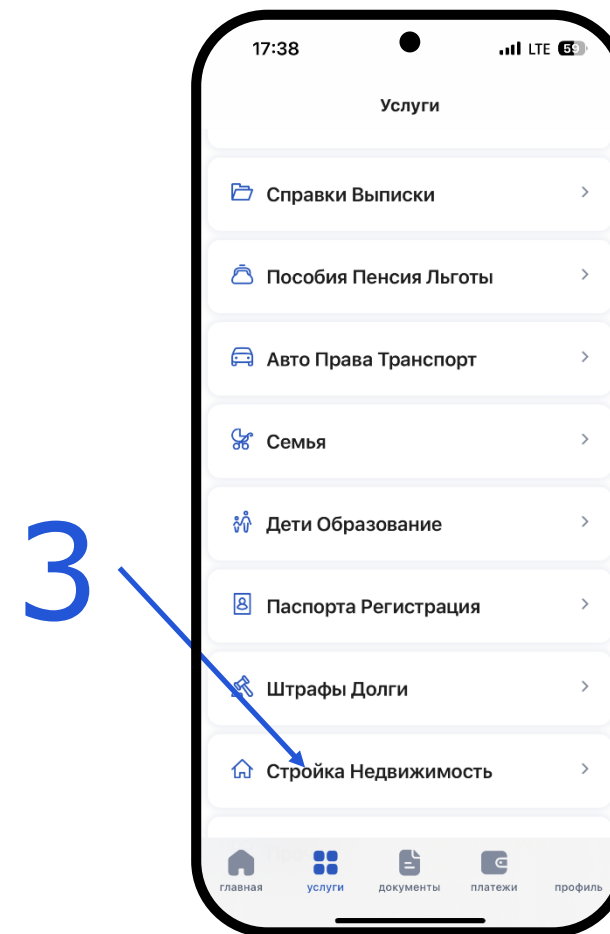 17:38 LTE 59
Услуги
Справки Выписки
Пособия Пенсия Льготы
Авто Права Транспорт
Семья
Дети Образование
3
Паспорта Регистрация
Штрафы Долги
Стройка Недвижимость
главная услуги документы платежи профиль